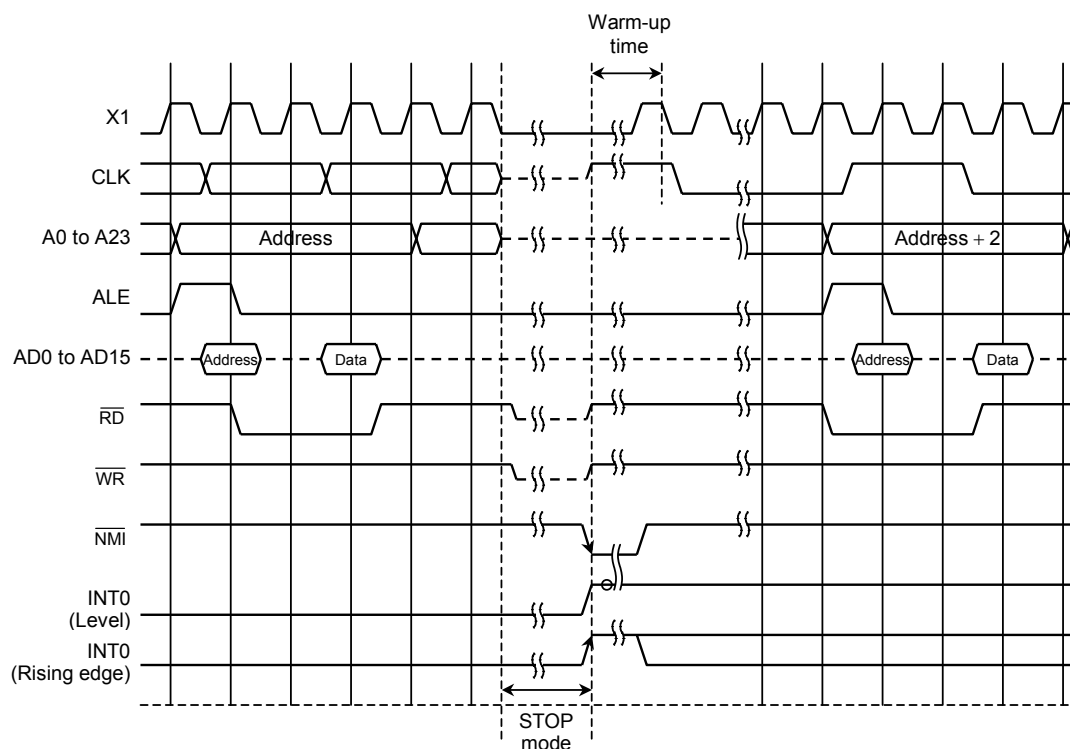 Warm-up
time
X1
CLK
A0 to A23
Address
Address + 2
ALE
AD0 to AD15
Address
Data
Address
Data
RD
WR
NMI
INT0
(Level)
INT0
(Rising edge)
STOP
mode